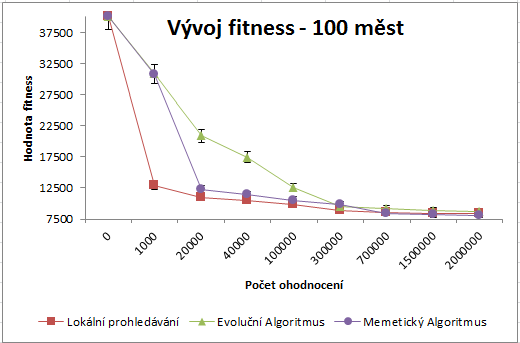 Vývoj fitness - 100 měst
Hodnota fitness
37500
32500
27500
22500
17500
12500
7500
0
1000
20000
40000
100000
300000
700000
1500000
2000000
Počet ohodnocení
Lokální prohledávání
Evoluční Algoritmus
Memetický Algoritmus